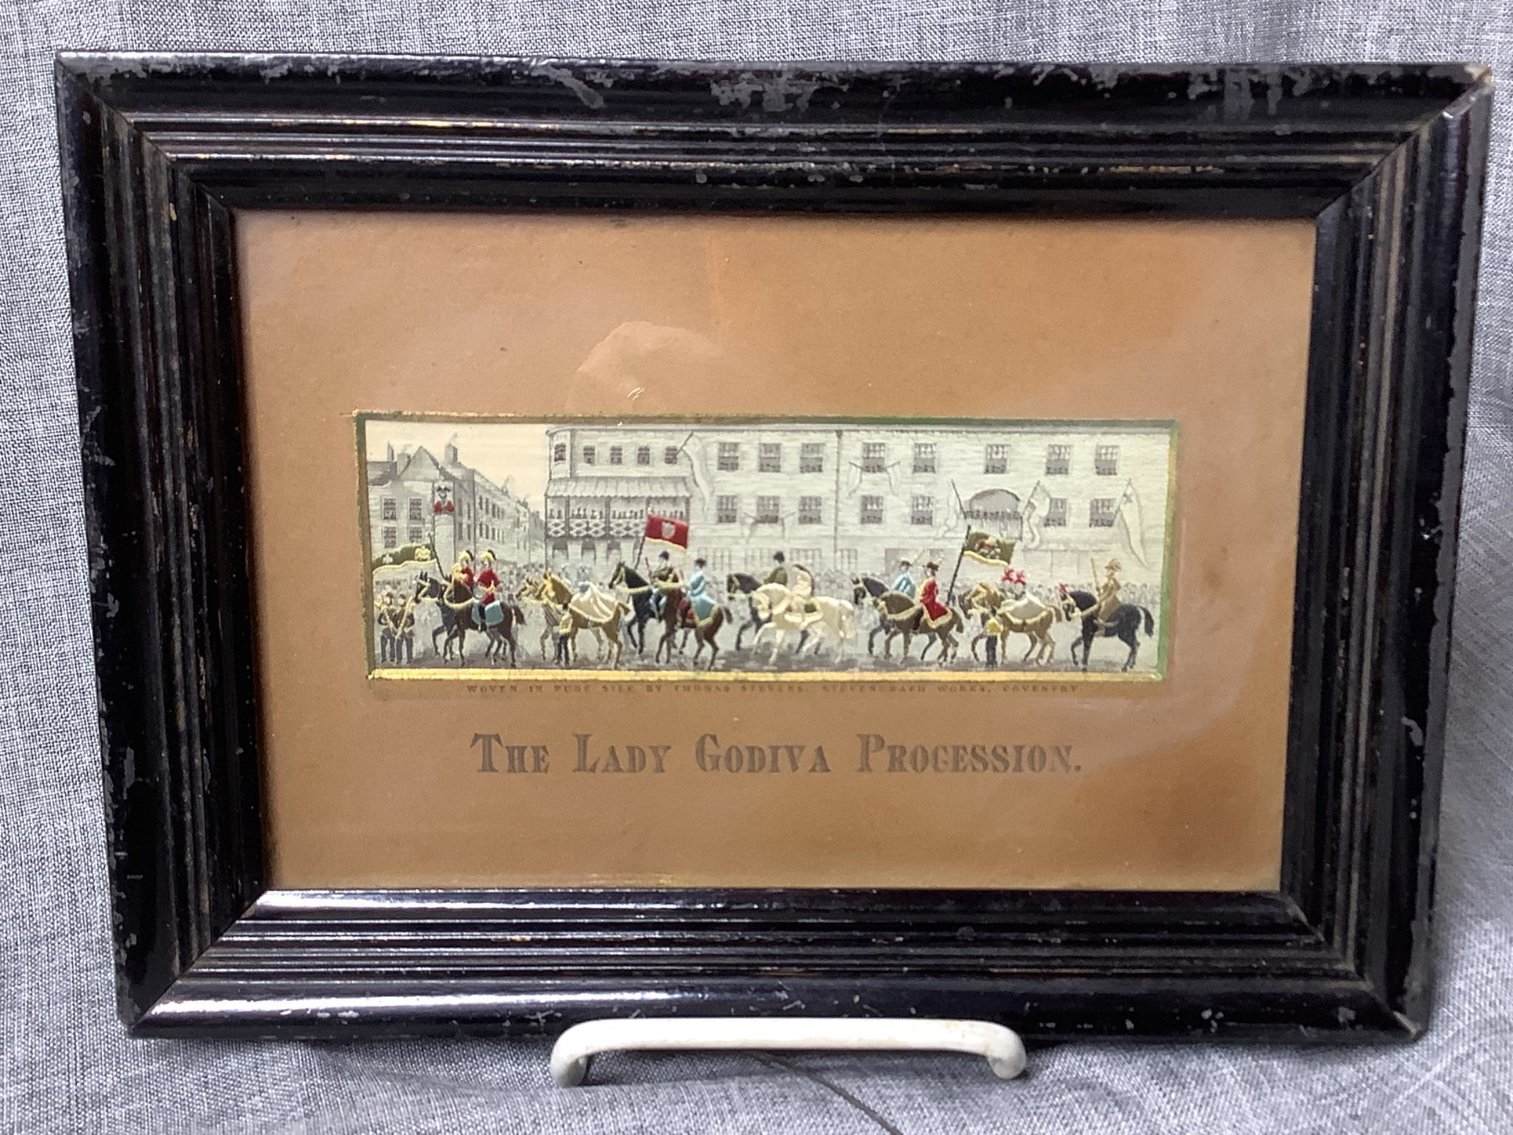 WOVEN IN PURE SILK BY THOMAS STEVENS, STEVENGRAPH WORKS, COVENTRY
THE LADY GODIVA PROCESSION.